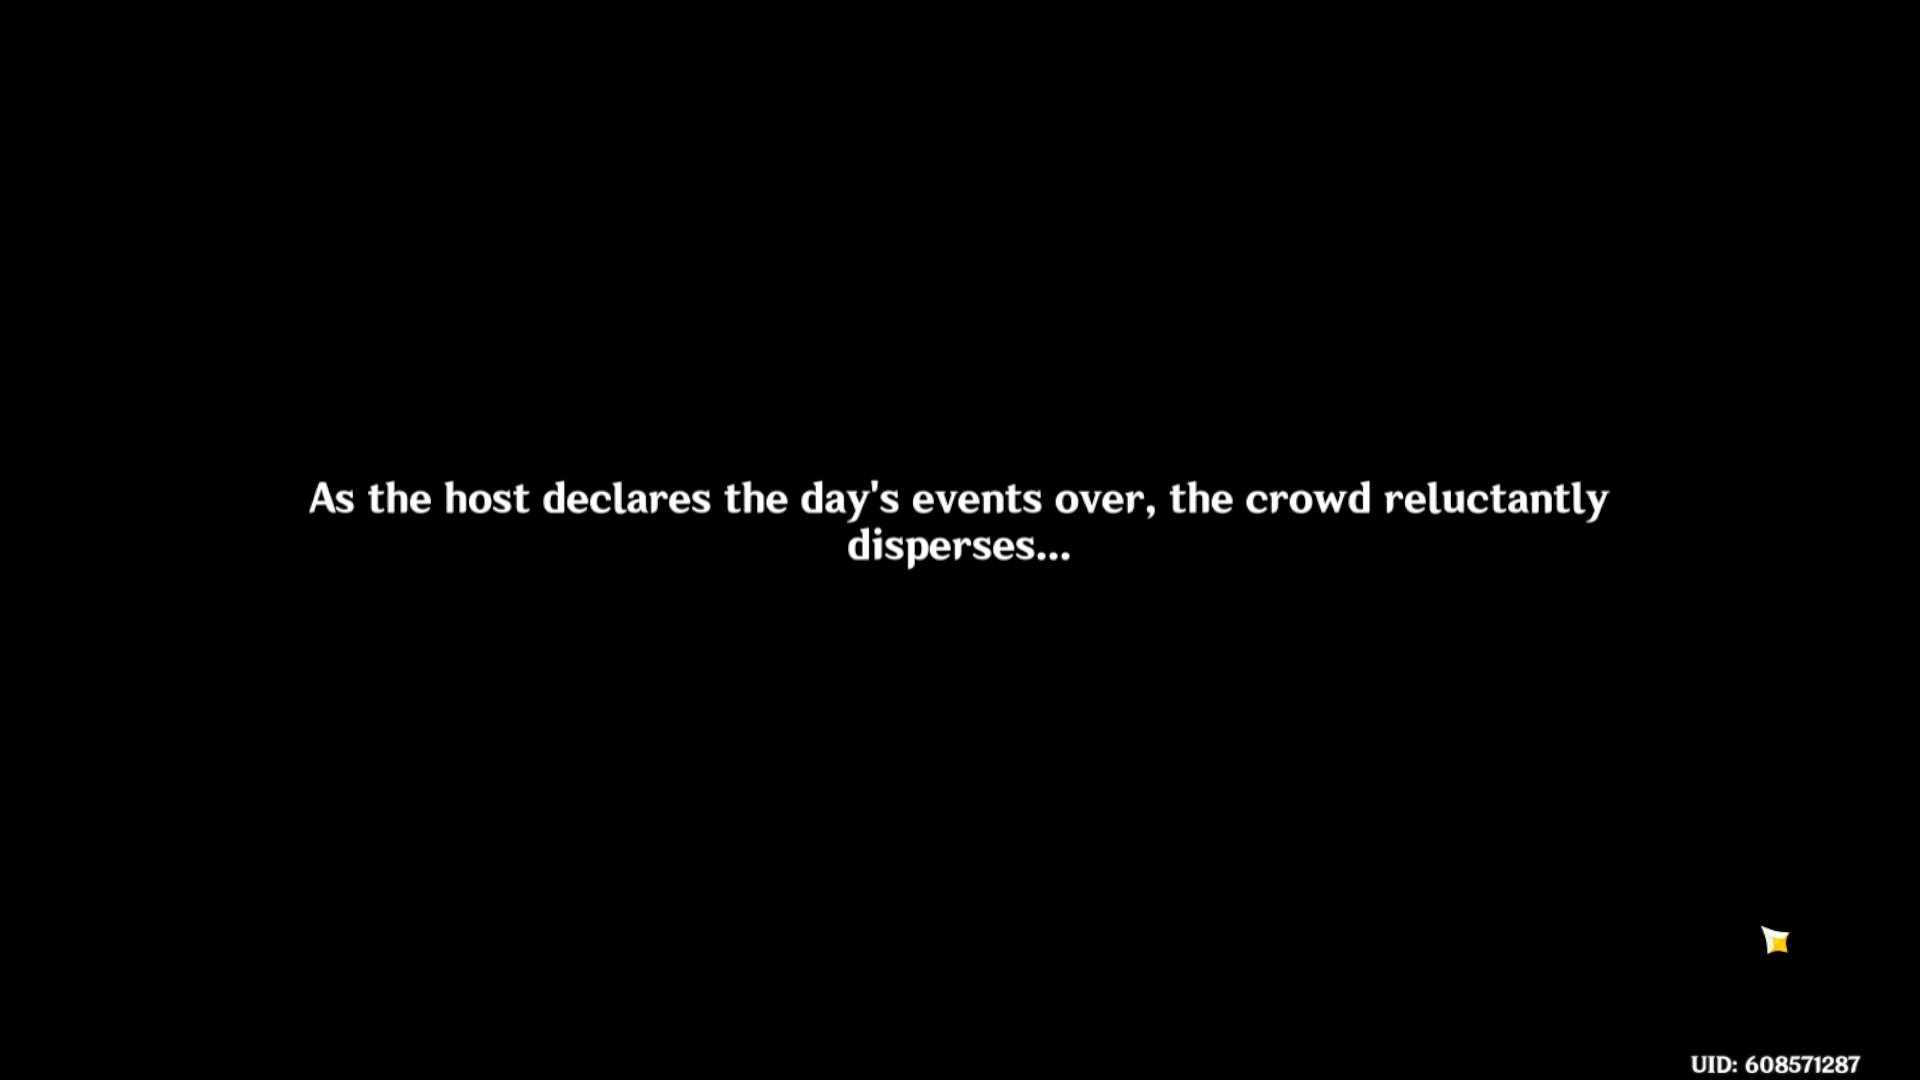 As the host declares the day's events over, the crowd reluctantly
disperses...
UID: 608571287